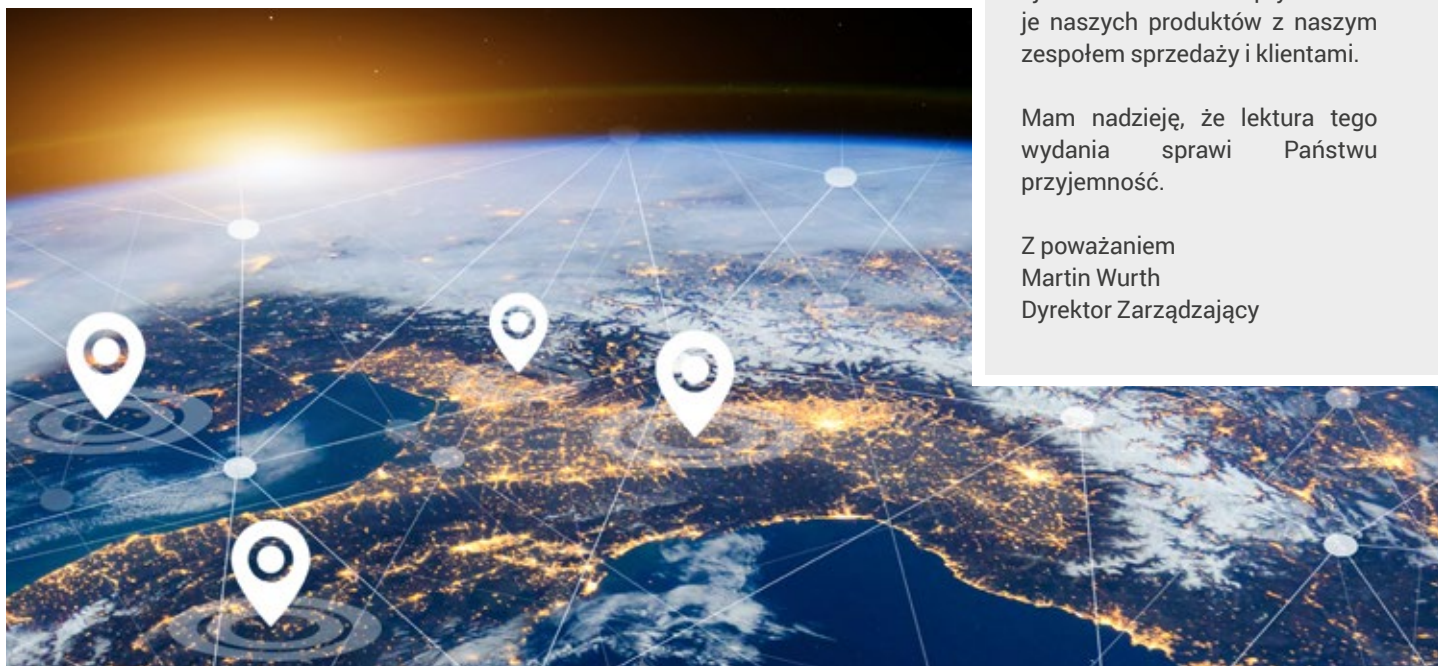 je naszych produktów z naszym
zespołem sprzedaży i klientami.
Mam nadzieję, że lektura tego
wydania sprawi Państwu
przyjemność.
Z poważaniem
Martin Wurth
Dyrektor Zarządzający